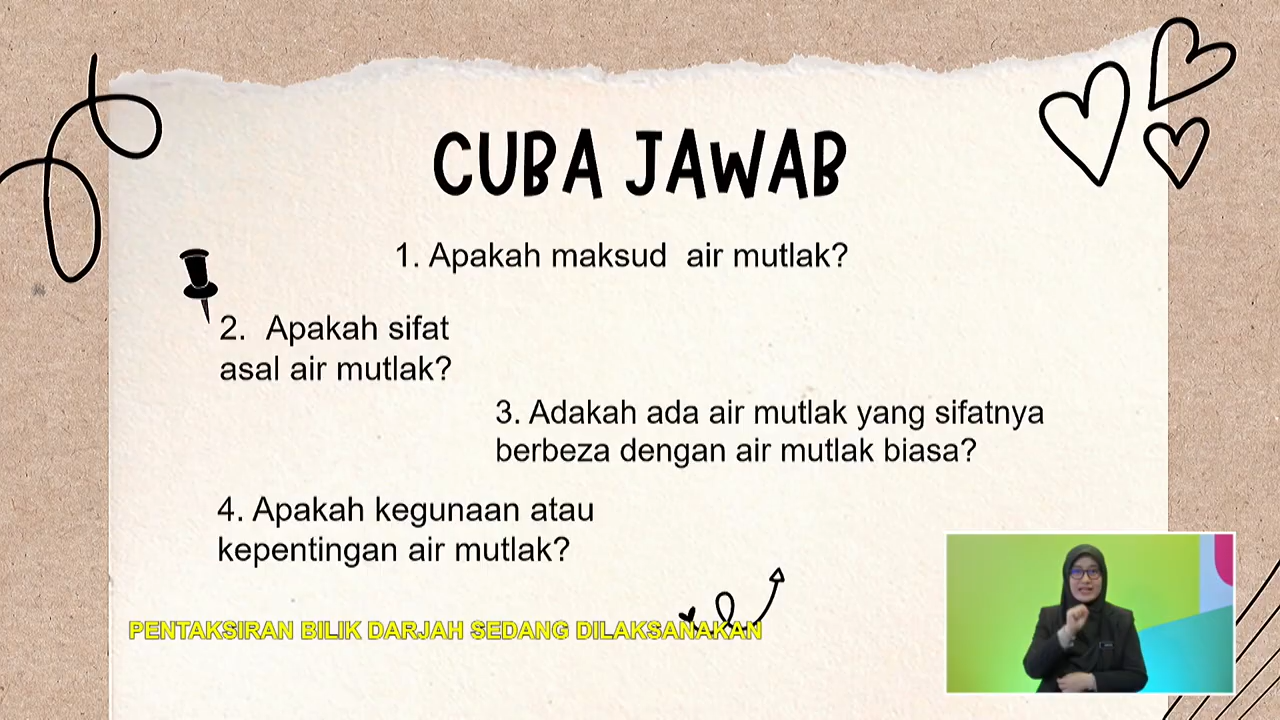 CUBA JAWAB
1. Apakah maksud air mutlak?
2. Apakah sifat
asal air mutlak?
3. Adakah ada air mutlak yang sifatnya
berbeza dengan air mutlak biasa?
4. Apakah kegunaan atau
kepentingan air mutlak?
PENTAKSIRAN BILIK DARJAH SEDANG DILAKSANAKAN